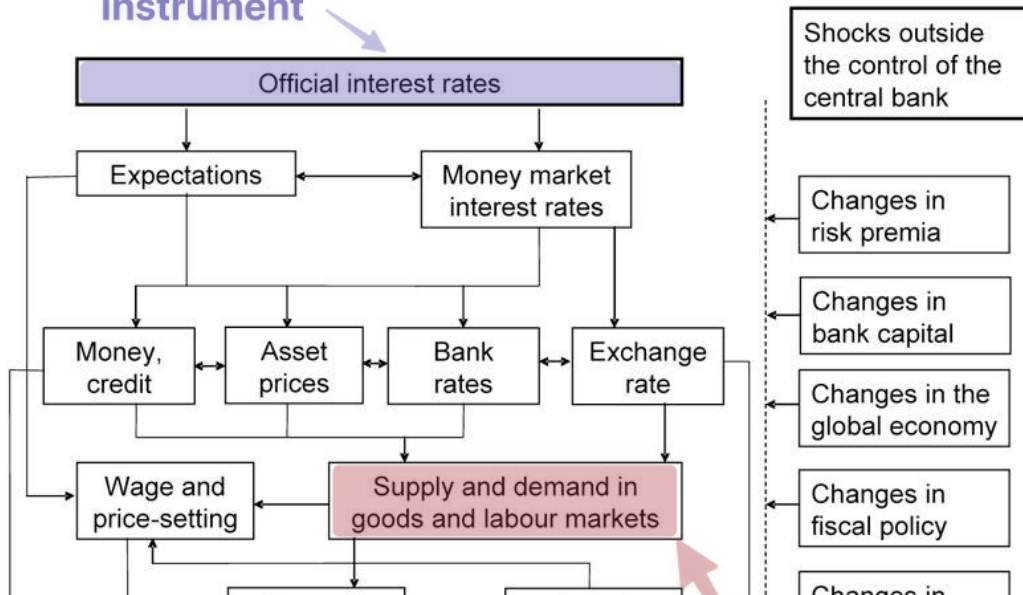 Instrument
Official interest rates
Shocks outside
the control of the
central bank
Expectations
Money market
interest rates
Changes in
risk premia
Changes in
bank capital
Money,
credit
Asset
prices
Bank
rates
Exchange
rate
Changes in the
global economy
Wage and
price-setting
Supply and demand in
goods and labour markets
Changes in
fiscal policy
Changes in